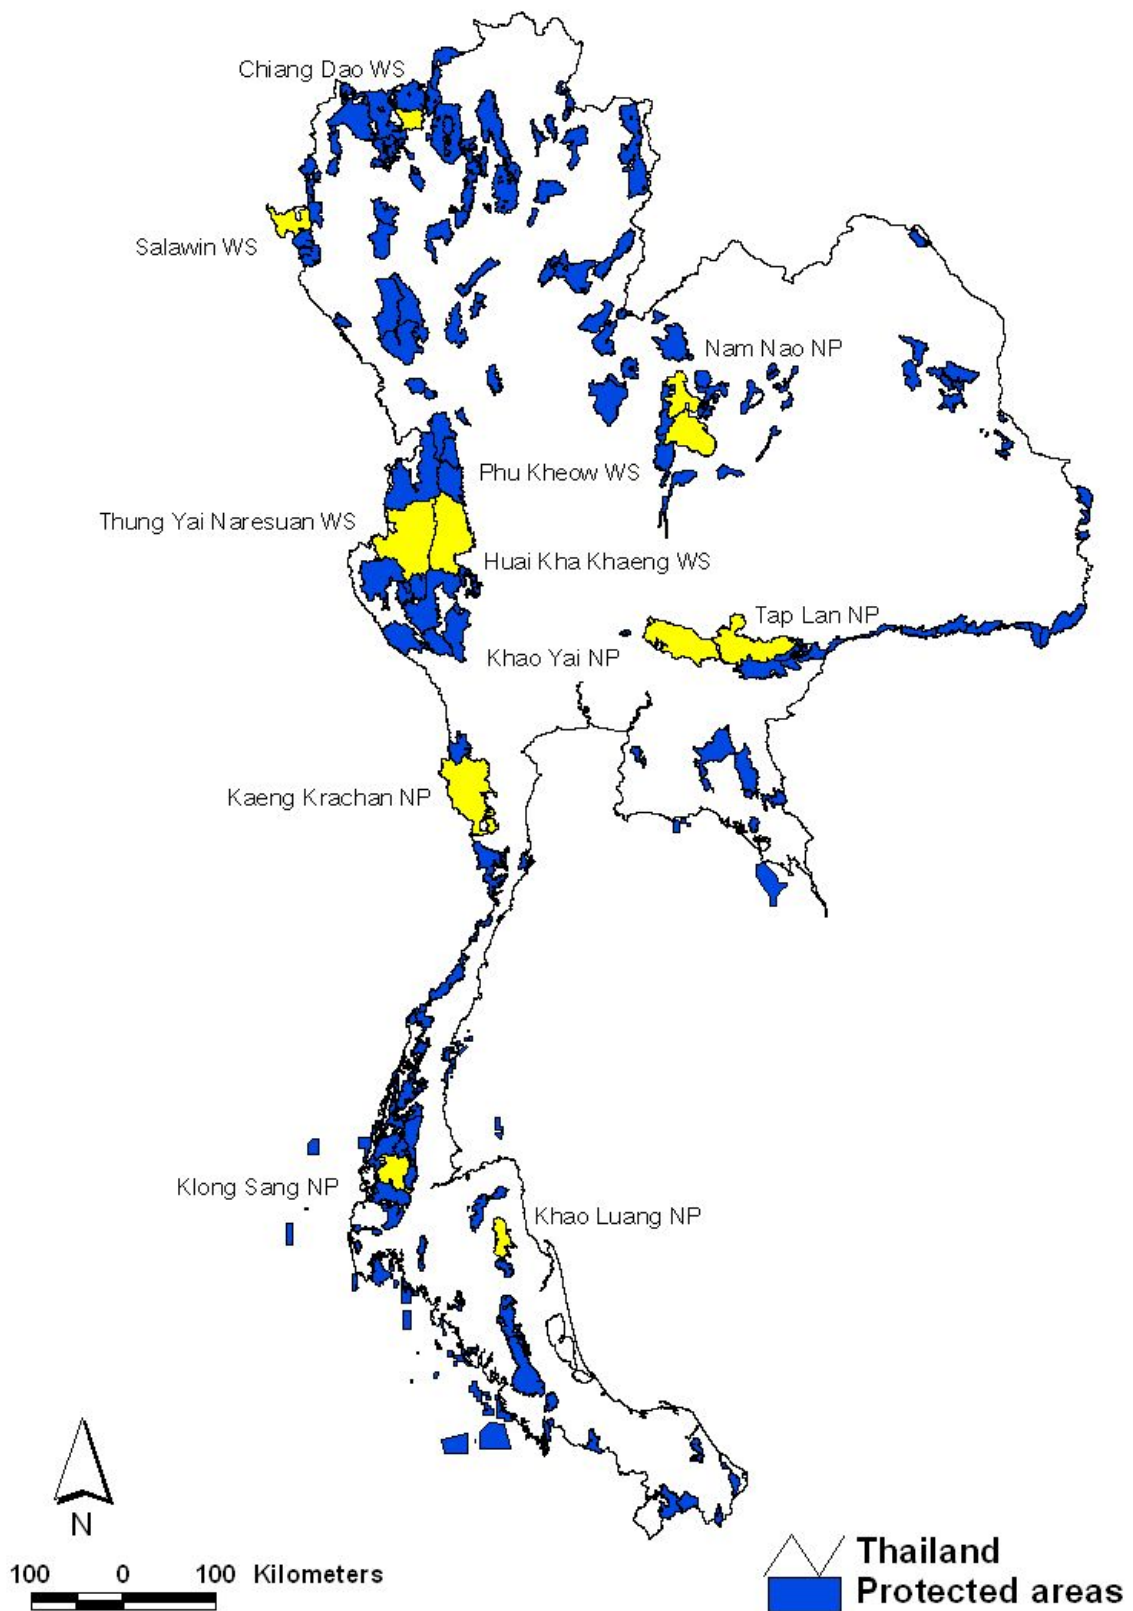 Chiang Dao WS
Salawin WS
Nam Nao NP
Phu Kheow WS
Thung Yai Naresuan WS
Huai Kha Khaeng WS
Tap Lan NP
Khao Yai NP
Kaeng Krachan NP
Klong Sang NP
Khao Luang NP
N
100 0 100 Kilometers
Thailand
Protected areas